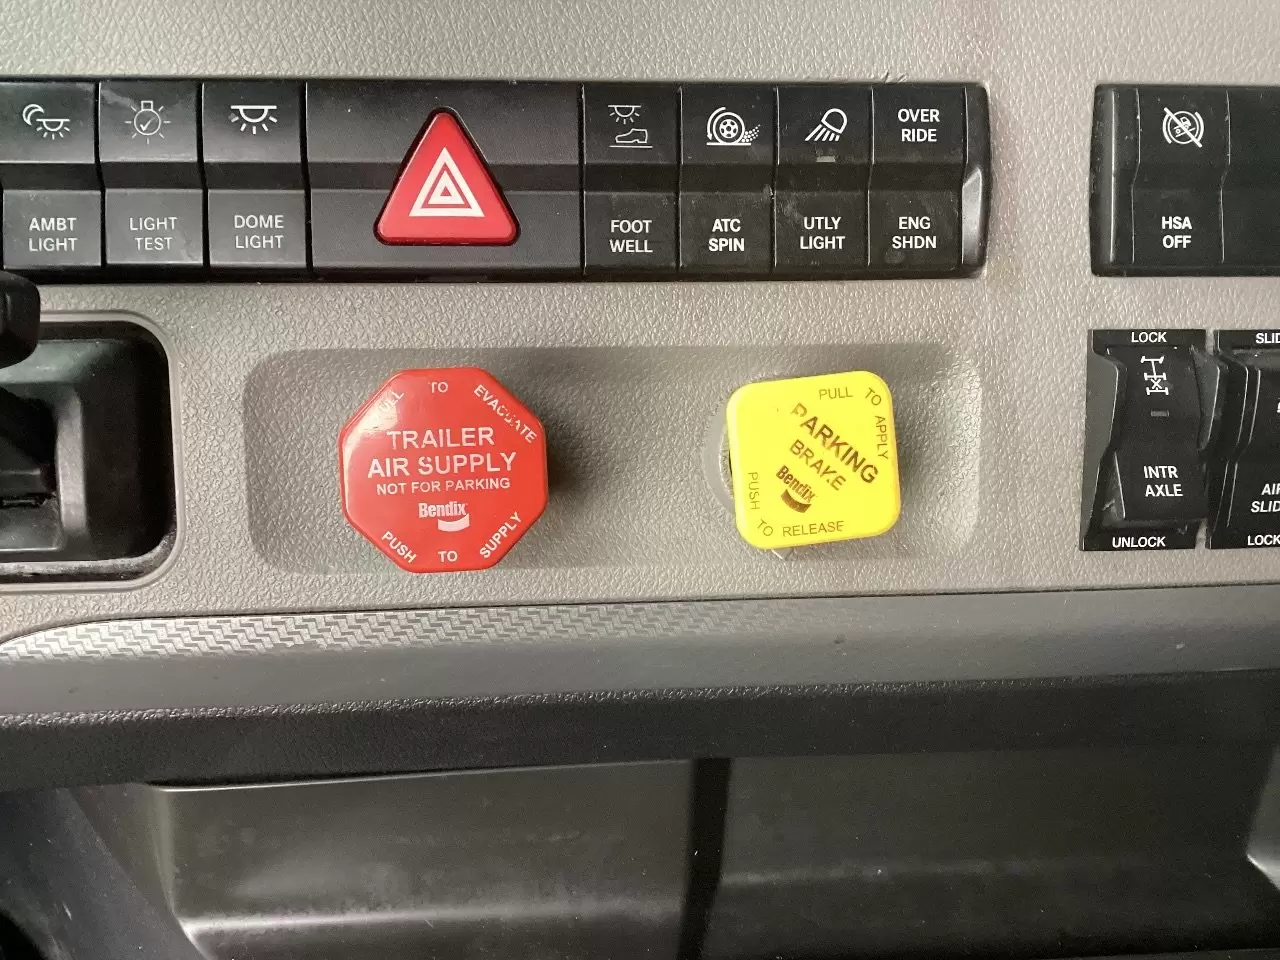 AMBT
LIGHT
LIGHT
TEST
DOME
LIGHT
FOOT
WELL
ATC
SPIN
UTLY
LIGHT
OVER
RIDE
ENG
SHDN
HSA
OFF
TO EVACUATE
TRAILER
AIR SUPPLY
NOT FOR PARKING
Bendix
PUSH TO SUPPLY
PULL TO APPLY
PARKING
BRAKE
Bendix
PUSH TO RELEASE
LOCK
INTR
AXLE
UNLOCK
LOCK